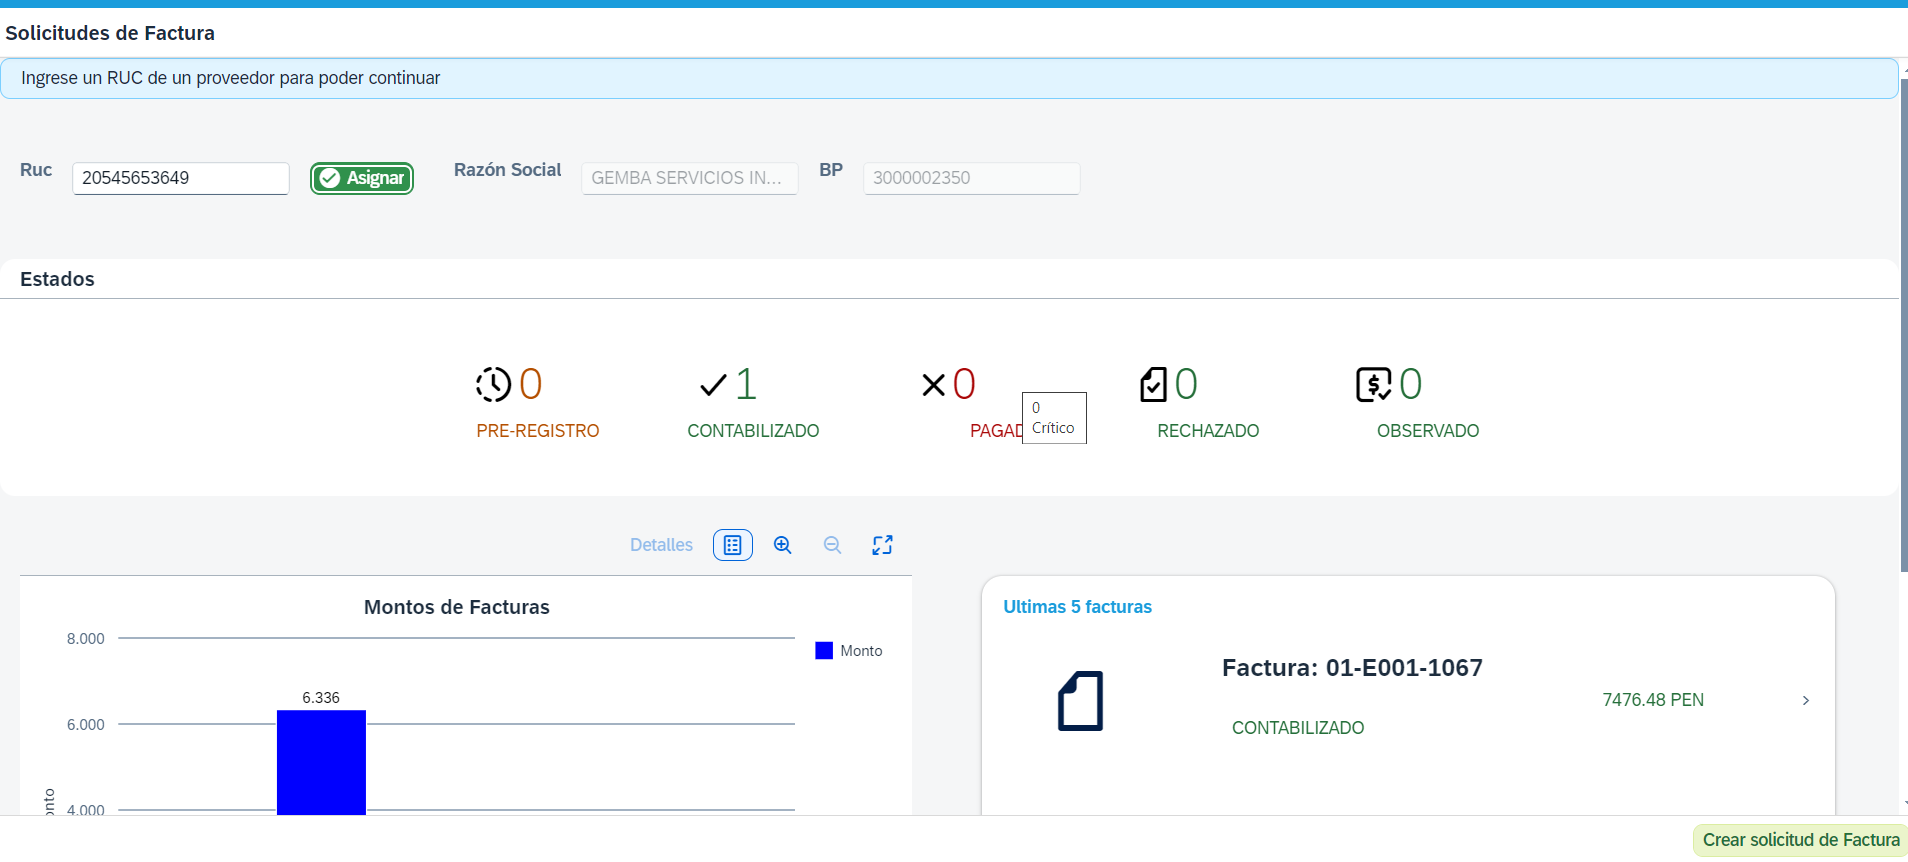 Solicitudes de Factura
Ingrese un RUC de un proveedor para poder continuar
Ruc
20545653649
Asignar
Razón Social
GEMBA SERVICIOS IN...
BP
3000002350
Estados
0
PRE-REGISTRO
1
CONTABILIZADO
0
PAGAD
0
Crítico
0
RECHAZADO
0
OBSERVADO
Detalles
Montos de Facturas
8.000
6.336
6.000
4.000
Monto
Ultimas 5 facturas
Factura: 01-E001-1067
7476.48 PEN
CONTABILIZADO
Crear solicitud de Factura